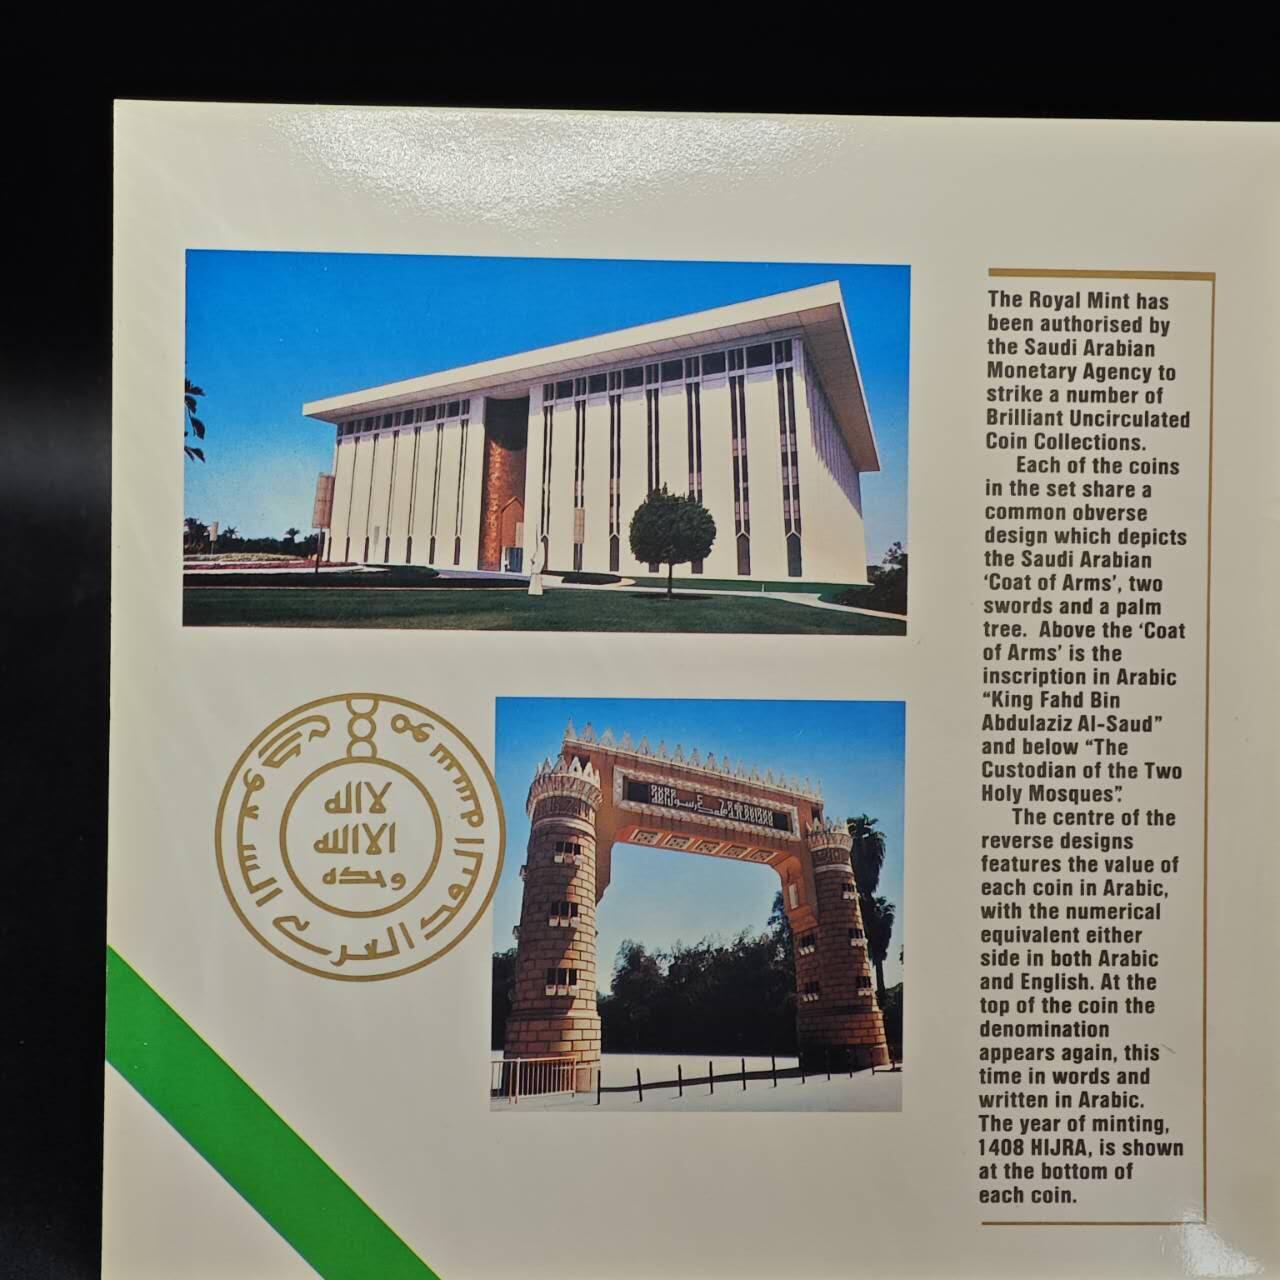 The Royal Mint has
been authorised by
the Saudi Arabian
Monetary Agency to
strike a number of
Brilliant Uncirculated
Coin Collections.
Each of the coins
in the set share a
common obverse
design which depicts
the Saudi Arabian
‘Coat of Arms’, two
swords and a palm
tree. Above the ‘Coat
of Arms’ is the
inscription in Arabic
“King Fahd Bin
Abdulaziz Al-Saud”
and below “The
Custodian of the Two
Holy Mosques”.
The centre of the
reverse designs
features the value of
each coin in Arabic,
with the numerical
equivalent either
side in both Arabic
and English. At the
top of the coin the
denomination
appears again, this
time in words and
written in Arabic.
The year of minting,
1408 HIJRA, is shown
at the bottom of
each coin.
لا اله
الا الله
وحده
مؤسسة النقد العربي السعودي